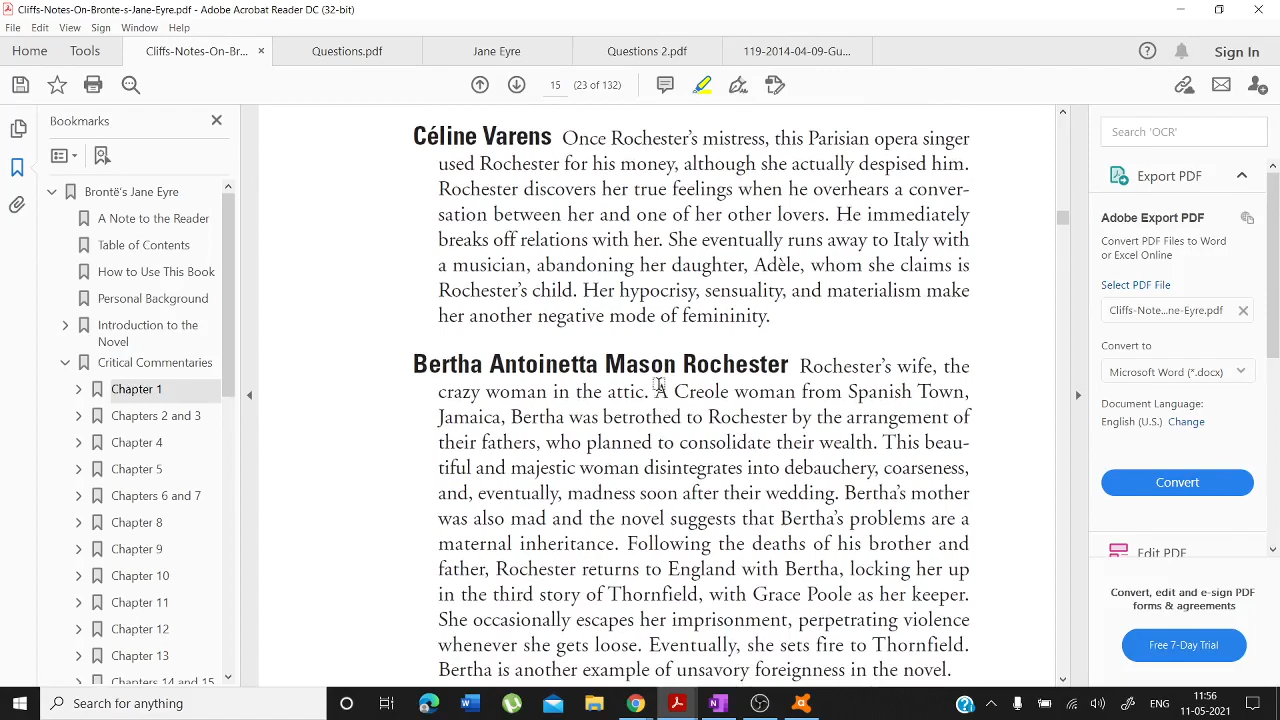 Cliffs-Notes-On-Bronte-s-Jane-Eyre.pdf - Adobe Acrobat Reader DC (32-bit)
File Edit View Sign Window Help
Home Tools Cliffs-Notes-On-Br... Questions.pdf Jane Eyre Questions 2.pdf 119-2014-04-09-Gu... Sign In
15 (23 of 132)
Bookmarks
Brontë's Jane Eyre
A Note to the Reader
Table of Contents
How to Use This Book
Personal Background
Introduction to the
Novel
Critical Commentaries
Chapter 1
Chapters 2 and 3
Chapter 4
Chapter 5
Chapters 6 and 7
Chapter 8
Chapter 9
Chapter 10
Chapter 11
Chapter 12
Chapter 13
Chapters 14 and 15
Céline Varens Once Rochester's mistress, this Parisian opera singer
used Rochester for his money, although she actually despised him.
Rochester discovers her true feelings when he overhears a conver-
sation between her and one of her other lovers. He immediately
breaks off relations with her. She eventually runs away to Italy with
a musician, abandoning her daughter, Adèle, whom she claims is
Rochester's child. Her hypocrisy, sensuality, and materialism make
her another negative mode of femininity.
Bertha Antoinetta Mason Rochester Rochester's wife, the
crazy woman in the attic. A Creole woman from Spanish Town,
Jamaica, Bertha was betrothed to Rochester by the arrangement of
their fathers, who planned to consolidate their wealth. This beau-
tiful and majestic woman disintegrates into debauchery, coarseness,
and, eventually, madness soon after their wedding. Bertha's mother
was also mad and the novel suggests that Bertha's problems are a
maternal inheritance. Following the deaths of his brother and
father, Rochester returns to England with Bertha, locking her up
in the third story of Thornfield, with Grace Poole as her keeper.
She occasionally escapes her imprisonment, perpetrating violence
whenever she gets loose. Eventually, she sets fire to Thornfield.
Bertha is another example of unsavory foreignness in the novel.
Search 'OCR'
Export PDF
Adobe Export PDF
Convert PDF Files to Word
or Excel Online
Select PDF File
Cliffs-Note...ne-Eyre.pdf
Convert to
Microsoft Word (*.docx)
Document Language:
English (U.S.) Change
Convert
Edit PDF
Convert, edit and e-sign PDF
forms & agreements
Free 7-Day Trial
Search for anything
ENG
11:56
11-05-2021